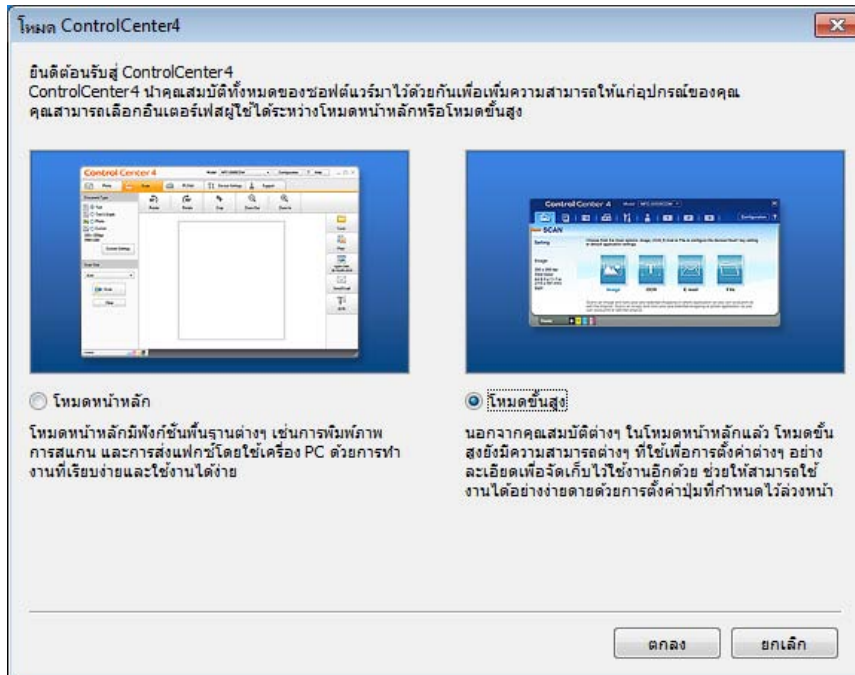 โหมด ControlCenter4
ยินดีต้อนรับสู่ ControlCenter4
ControlCenter4 นำคุณสมบัติทั้งหมดของซอฟต์แวร์มาไว้ด้วยกันเพื่อเพิ่มความสามารถให้แก่อุปกรณ์ของคุณ
คุณสามารถเลือกอินเตอร์เฟสผู้ใช้ได้ระหว่างโหมดหน้าหลักหรือโหมดขั้นสูง
Control Center 4
Photo Scan Device Settings Support
Control Center 4
SCAN
Setting
Image
Image OCR E-mail File
โหมดหน้าหลัก
โหมดหน้าหลักมีฟังก์ชั่นพื้นฐานต่างๆ เช่นการพิมพ์ภาพ
การสแกน และการส่งแฟกซ์โดยใช้เครื่อง PC ด้วยการทำ
งานที่เรียบง่ายและใช้งานได้ง่าย
โหมดขั้นสูง
นอกจากคุณสมบัติต่างๆ ในโหมดหน้าหลักแล้ว โหมดขั้น
สูงยังมีความสามารถต่างๆ ที่ใช้เพื่อการตั้งค่าต่างๆ อย่าง
ละเอียดเพื่อจัดเก็บไว้ใช้งานอีกด้วย ช่วยให้สามารถใช้
งานได้อย่างง่ายดายด้วยการตั้งค่าปุ่มที่กำหนดไว้ล่วงหน้า
ตกลง
ยกเลิก